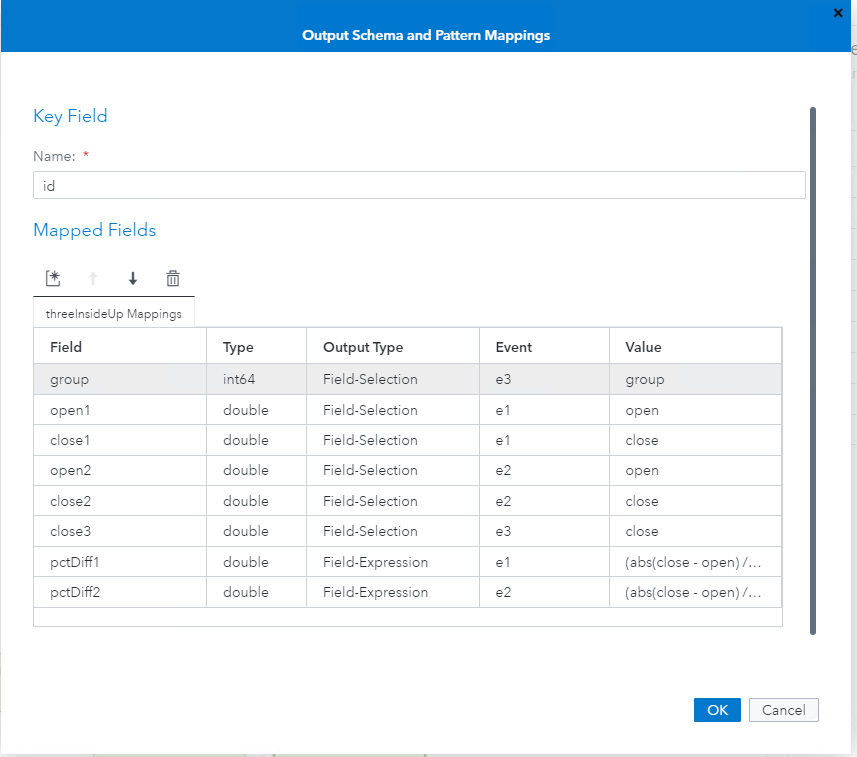 Output Schema and Pattern Mappings
Key Field
Name: *
id
Mapped Fields
threeInsideUp Mappings
Field Type Output Type Event Value
group int64 Field-Selection e3 group
open1 double Field-Selection e1 open
close1 double Field-Selection e1 close
open2 double Field-Selection e2 open
close2 double Field-Selection e2 close
close3 double Field-Selection e3 close
pctDiff1 double Field-Expression e1 (abs(close - open) /...
pctDiff2 double Field-Expression e2 (abs(close - open) /...
OK Cancel